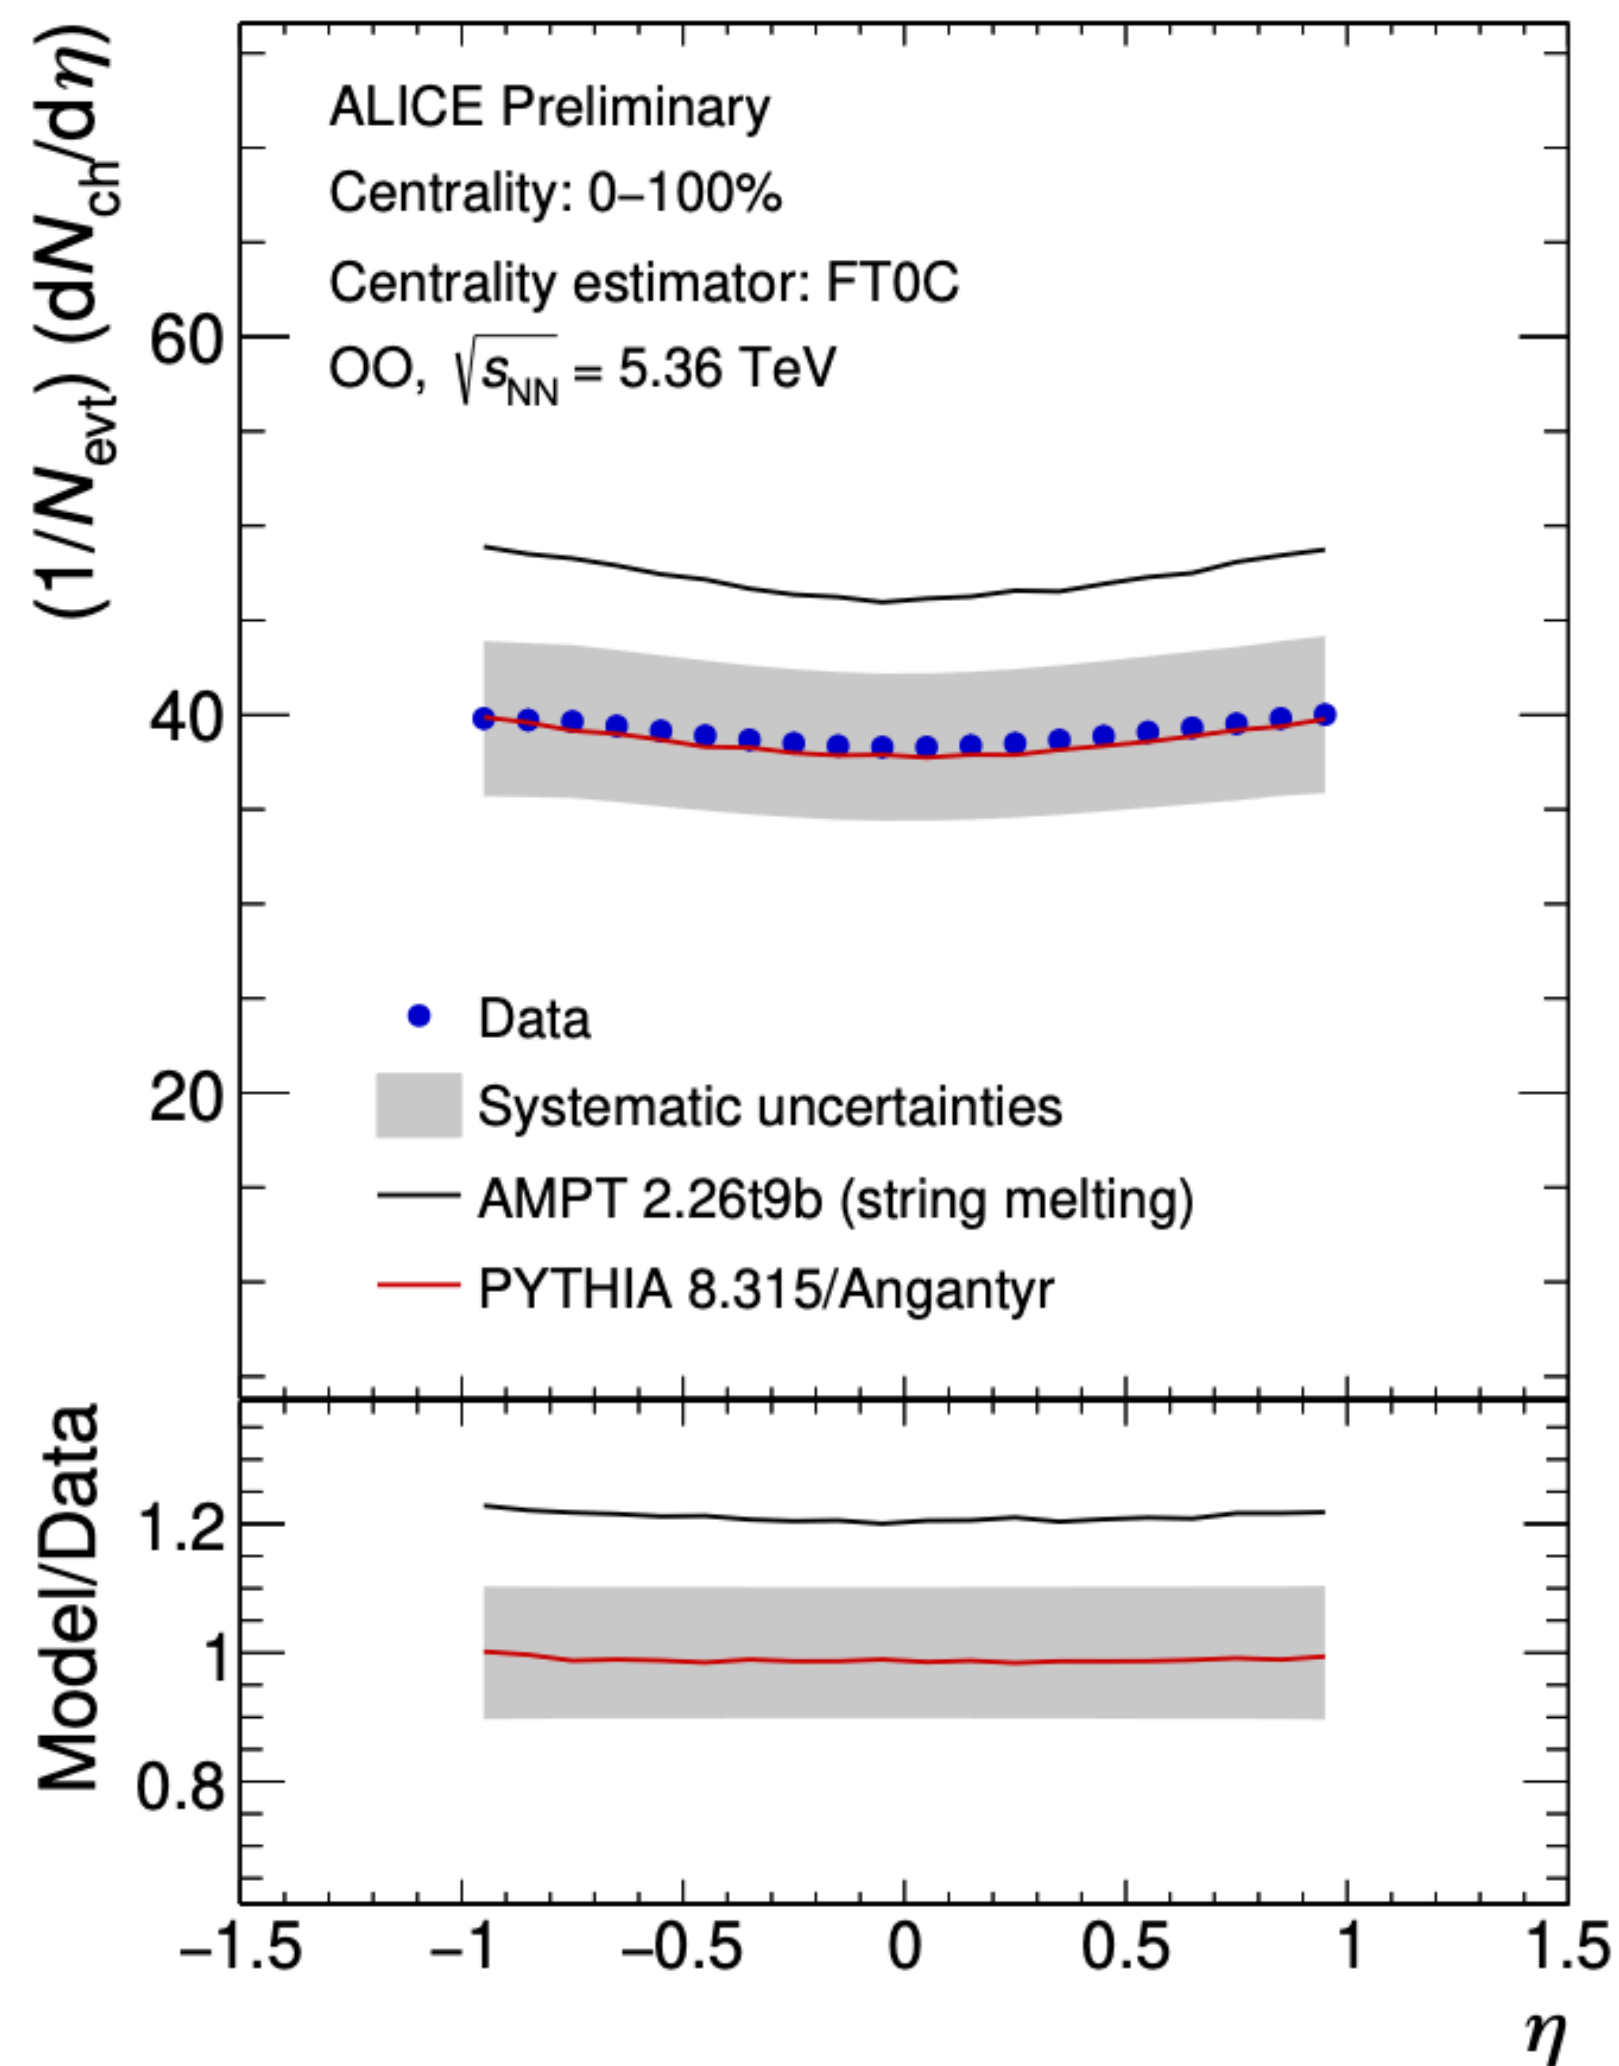 (1/Nevt) (dNch/dη)
ALICE Preliminary
Centrality: 0–100%
Centrality estimator: FT0C
OO, √sNN = 5.36 TeV
60
40
20
Data
Systematic uncertainties
AMPT 2.26t9b (string melting)
PYTHIA 8.315/Angantyr
Model/Data
1.2
1
0.8
−1.5 −1 −0.5 0 0.5 1 1.5
η